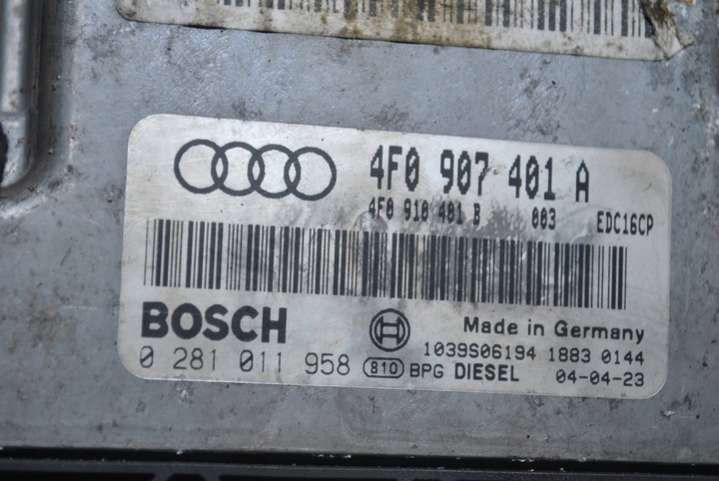 4F0 907 401 A
4F0 910 401 B 003 EDC16CP
BOSCH
Made in Germany
1039S06194 1883 0144
0 281 011 958 810 BPG DIESEL 04-04-23